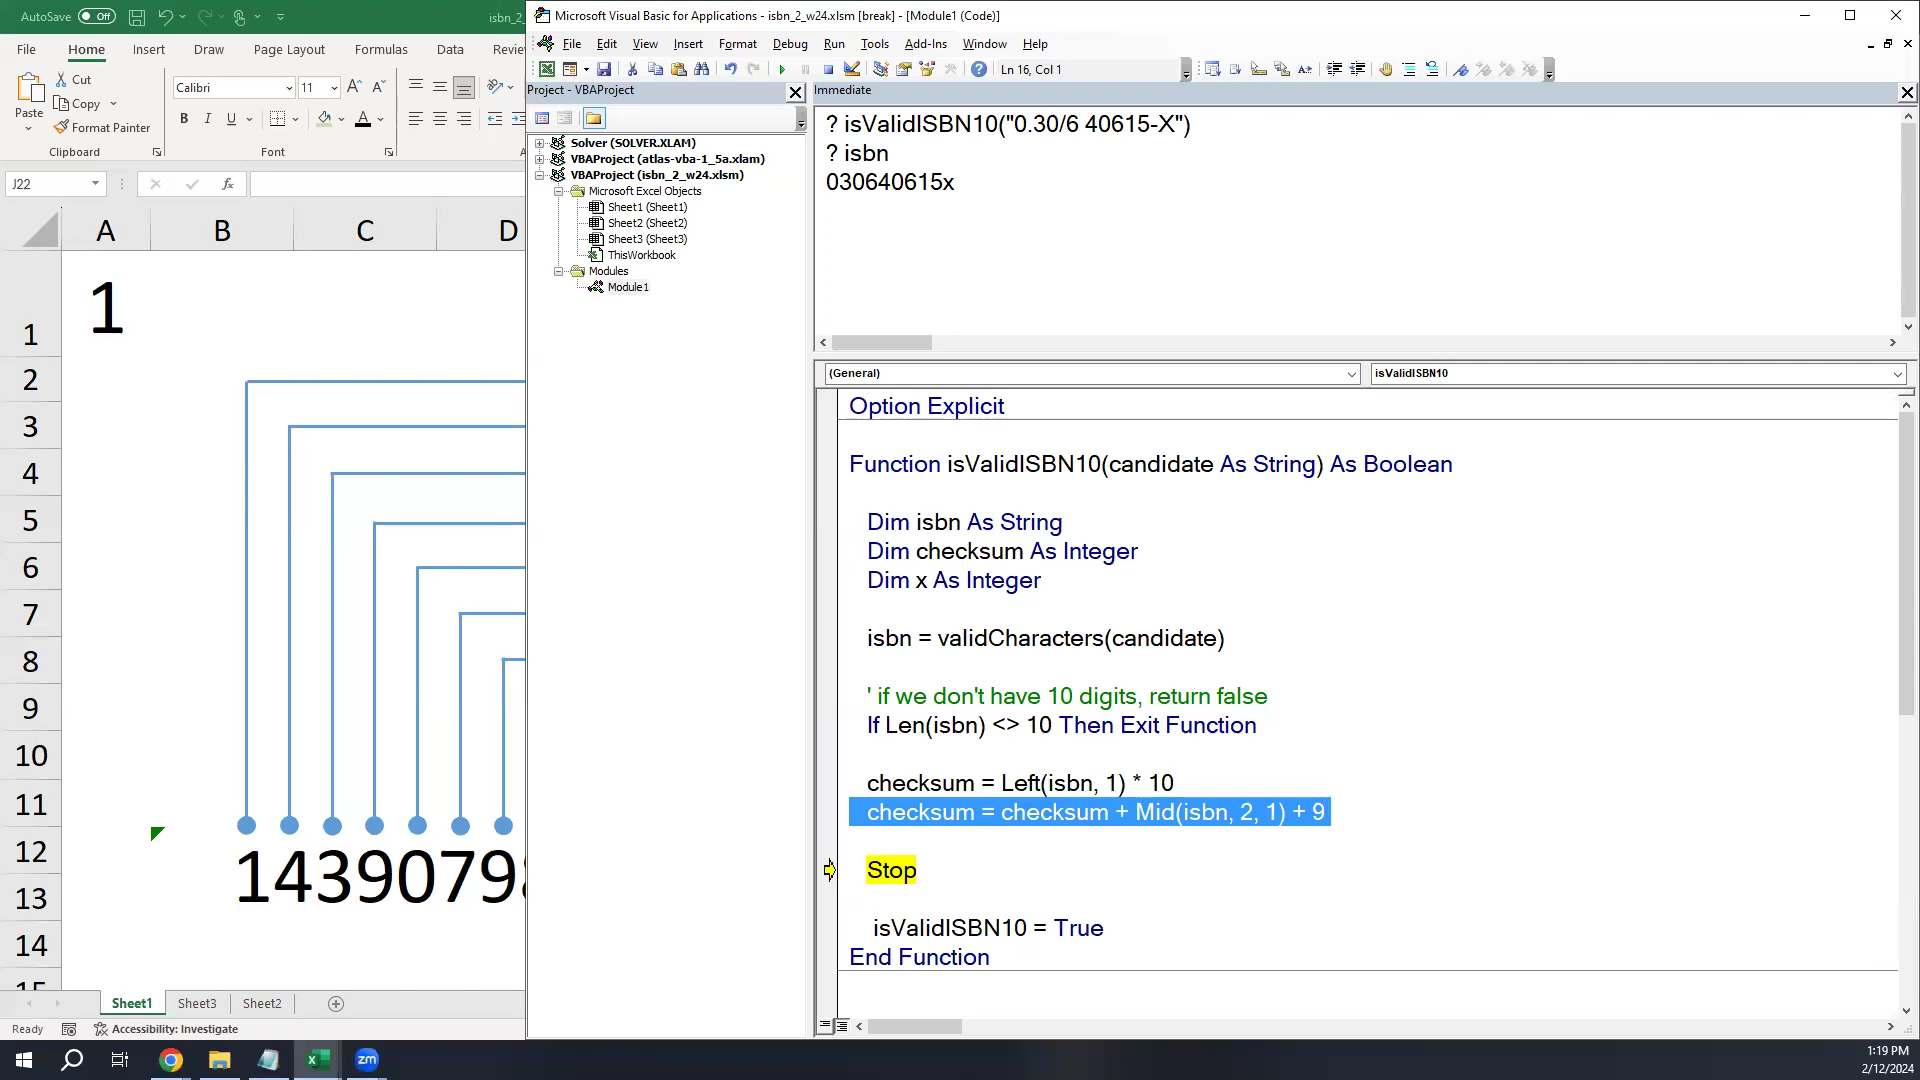 AutoSave Off
isbn_2_
File Home Insert Draw Page Layout Formulas Data Revie
Paste
Cut
Copy
Format Painter
Calibri 11
B I U
Clipboard
Font
J22
fx
A B C D
1
1
2
3
4
5
6
7
8
9
10
11
12
13
14
15
14390798
Sheet1 Sheet3 Sheet2
Ready Accessibility: Investigate
Microsoft Visual Basic for Applications - isbn_2_w24.xlsm [break] - [Module1 (Code)]
File Edit View Insert Format Debug Run Tools Add-Ins Window Help
Ln 16, Col 1
Project - VBAProject
Solver (SOLVER.XLAM)
VBAProject (atlas-vba-1_5a.xlam)
VBAProject (isbn_2_w24.xlsm)
Microsoft Excel Objects
Sheet1 (Sheet1)
Sheet2 (Sheet2)
Sheet3 (Sheet3)
ThisWorkbook
Modules
Module1
Immediate
? isValidISBN10("0.30/6 40615-X")
? isbn
030640615x
(General) isValidISBN10
Option Explicit
Function isValidISBN10(candidate As String) As Boolean
Dim isbn As String
Dim checksum As Integer
Dim x As Integer
isbn = validCharacters(candidate)
' if we don't have 10 digits, return false
If Len(isbn) <> 10 Then Exit Function
checksum = Left(isbn, 1) * 10
checksum = checksum + Mid(isbn, 2, 1) + 9
Stop
isValidISBN10 = True
End Function
zm
1:19 PM
2/12/2024